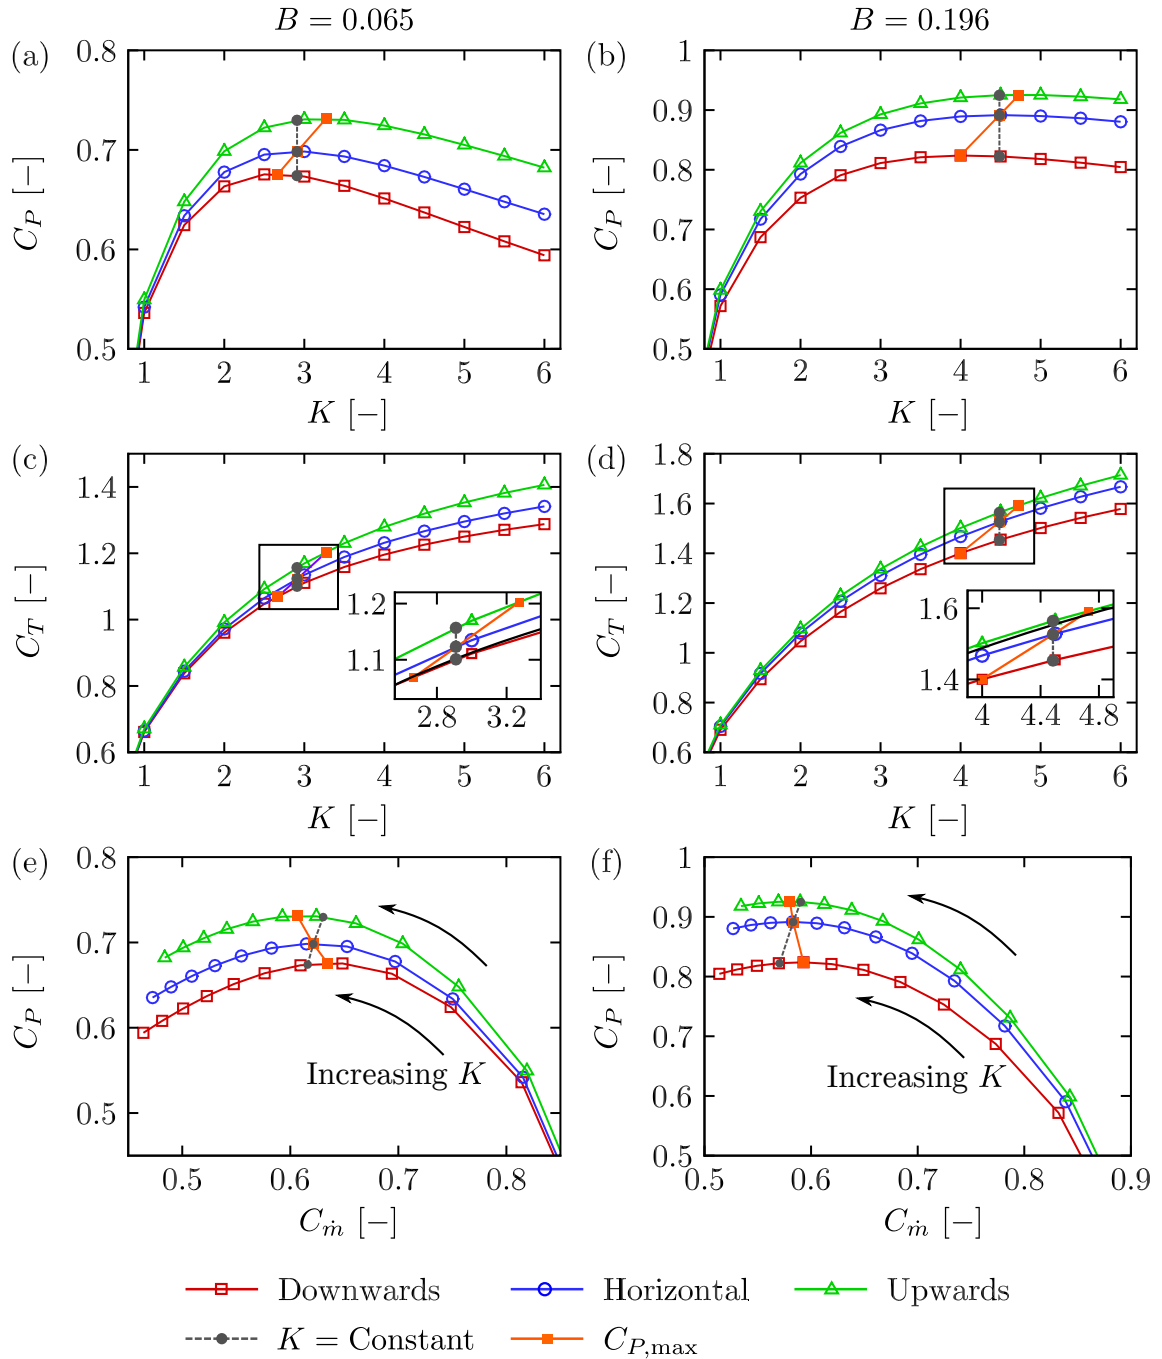 B = 0.065
B = 0.196
(a)
0.8
0.7
0.6
0.5
C_P [−]
1 2 3 4 5 6
K [−]
(b)
1
0.9
0.8
0.7
0.6
0.5
C_P [−]
1 2 3 4 5 6
K [−]
(c)
1.4
1.2
1
0.8
0.6
C_T [−]
1.2
1.1
2.8 3.2
1 2 3 4 5 6
K [−]
(d)
1.8
1.6
1.4
1.2
1
0.8
0.6
C_T [−]
1.6
1.4
4 4.4 4.8
1 2 3 4 5 6
K [−]
(e)
0.8
0.7
0.6
0.5
C_P [−]
Increasing K
0.5 0.6 0.7 0.8
C_ṁ [−]
(f)
1
0.9
0.8
0.7
0.6
0.5
C_P [−]
Increasing K
0.5 0.6 0.7 0.8 0.9
C_ṁ [−]
Downwards Horizontal Upwards
K = Constant C_P,max